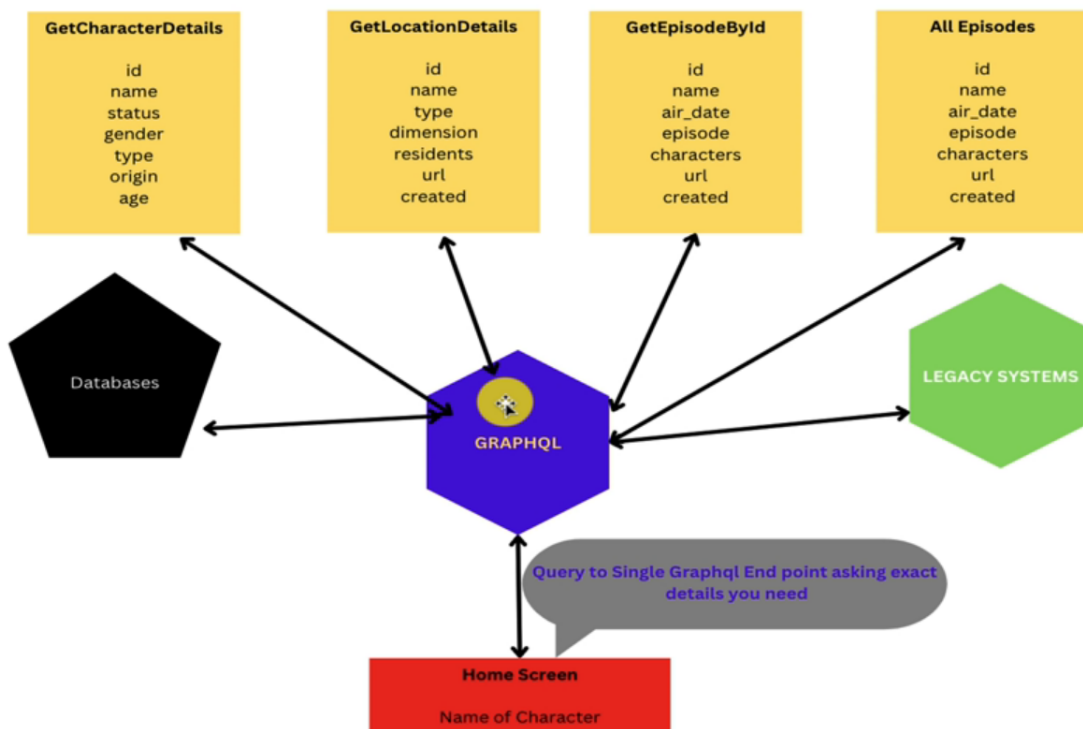 GetCharacterDetails
id
name
status
gender
type
origin
age
GetLocationDetails
id
name
type
dimension
residents
url
created
GetEpisodeById
id
name
air_date
episode
characters
url
created
All Episodes
id
name
air_date
episode
characters
url
created
Databases
LEGACY SYSTEMS
GRAPHQL
Query to Single Graphql End point asking exact
details you need
Home Screen
Name of Character